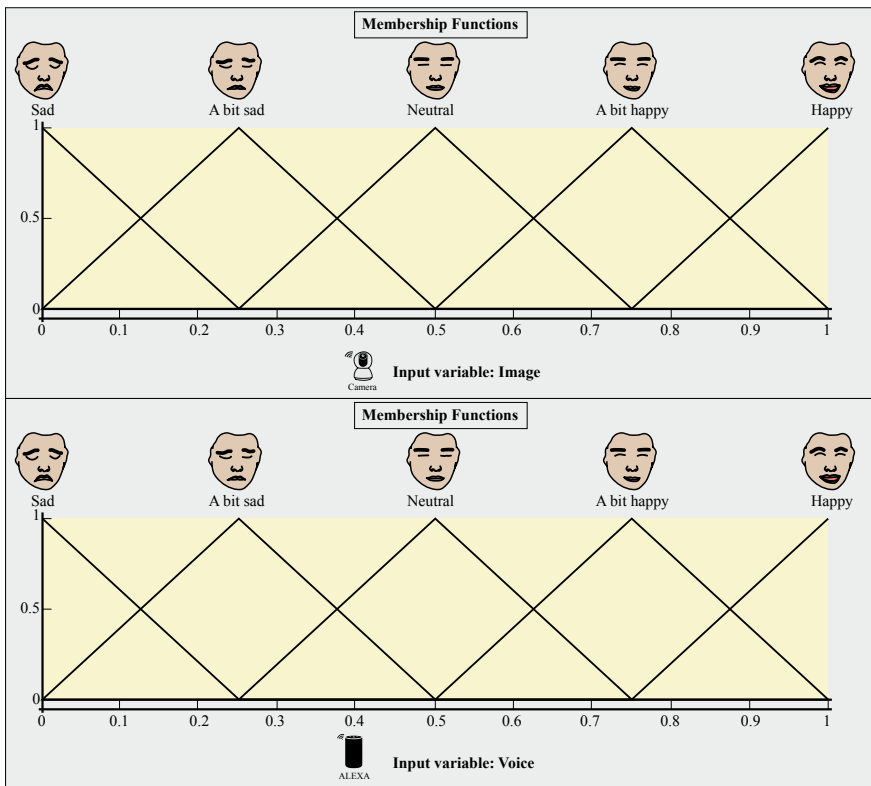 Membership Functions
Sad A bit sad Neutral A bit happy Happy
1
0.5
0
0 0.1 0.2 0.3 0.4 0.5 0.6 0.7 0.8 0.9 1
Camera
Input variable: Image
Membership Functions
Sad A bit sad Neutral A bit happy Happy
1
0.5
0
0 0.1 0.2 0.3 0.4 0.5 0.6 0.7 0.8 0.9 1
ALEXA
Input variable: Voice